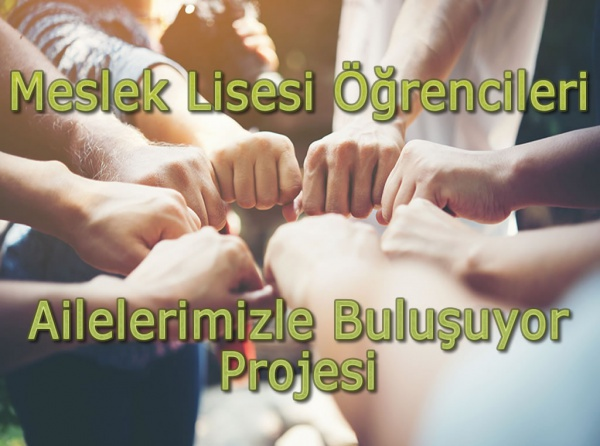 Meslek Lisesi Öğrencileri
Ailelerimizle Buluşuyor
Projesi